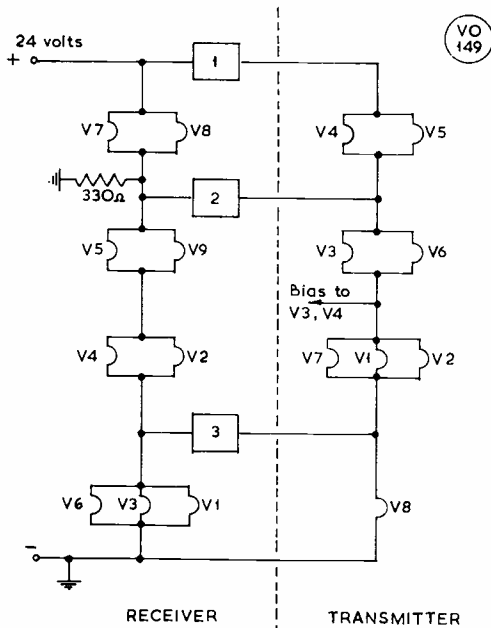 VO
149
24 volts
+
1
V7 V8
V4 V5
330Ω
2
V5 V9
V3 V6
Bias to
V3, V4
V4 V2
V7 V1 V2
3
V6 V3 V1
V8
-
RECEIVER
TRANSMITTER